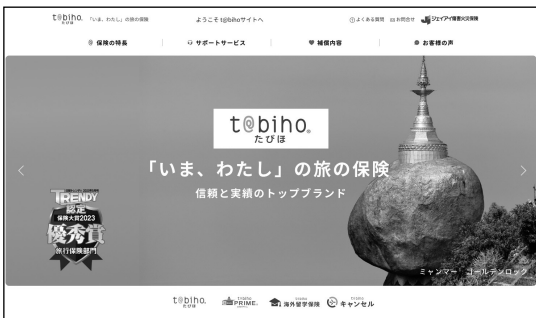 t@biho. たびほ 「いま、わたし」の旅の保険 ようこそ t@bihoサイトへ よくある質問 お問合せ ジェイアイ傷害火災保険
保険の特長 サポートサービス 補償内容 お客様の声
t@biho.
たびほ
「いま、わたし」の旅の保険
信頼と実績のトップブランド
TRENDY
認定
保険大賞2023
優秀賞
旅行保険部門
ミャンマー ゴールデンロック
t@biho. たびほ t@biho PRIME. t@biho 海外留学保険 t@biho キャンセル